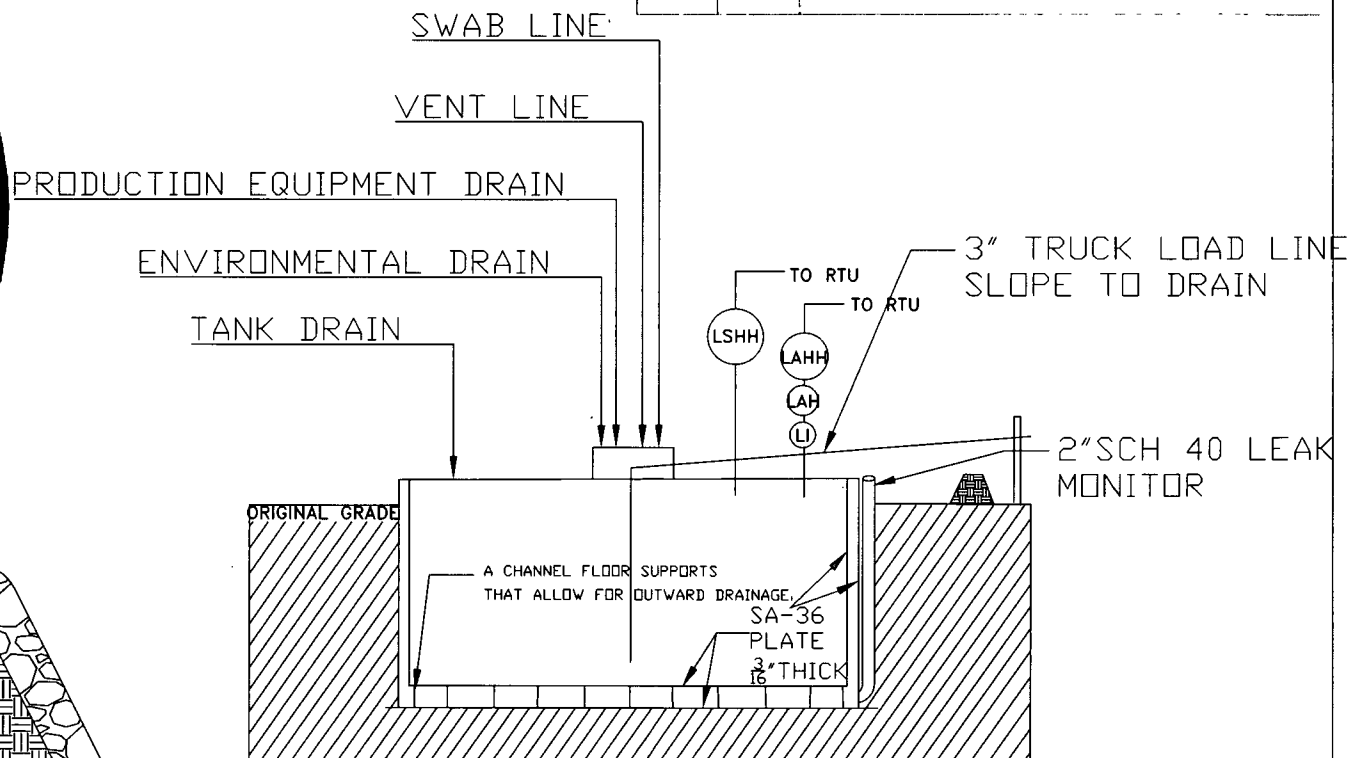 SWAB LINE
VENT LINE
PRODUCTION EQUIPMENT DRAIN
ENVIRONMENTAL DRAIN
TANK DRAIN
3" TRUCK LOAD LINE
SLOPE TO DRAIN
TO RTU
TO RTU
LSHH
LAHH
LAH
LI
2"SCH 40 LEAK
MONITOR
ORIGINAL GRADE
A CHANNEL FLOOR SUPPORTS
THAT ALLOW FOR OUTWARD DRAINAGE.
SA-36
PLATE
3/16"THICK